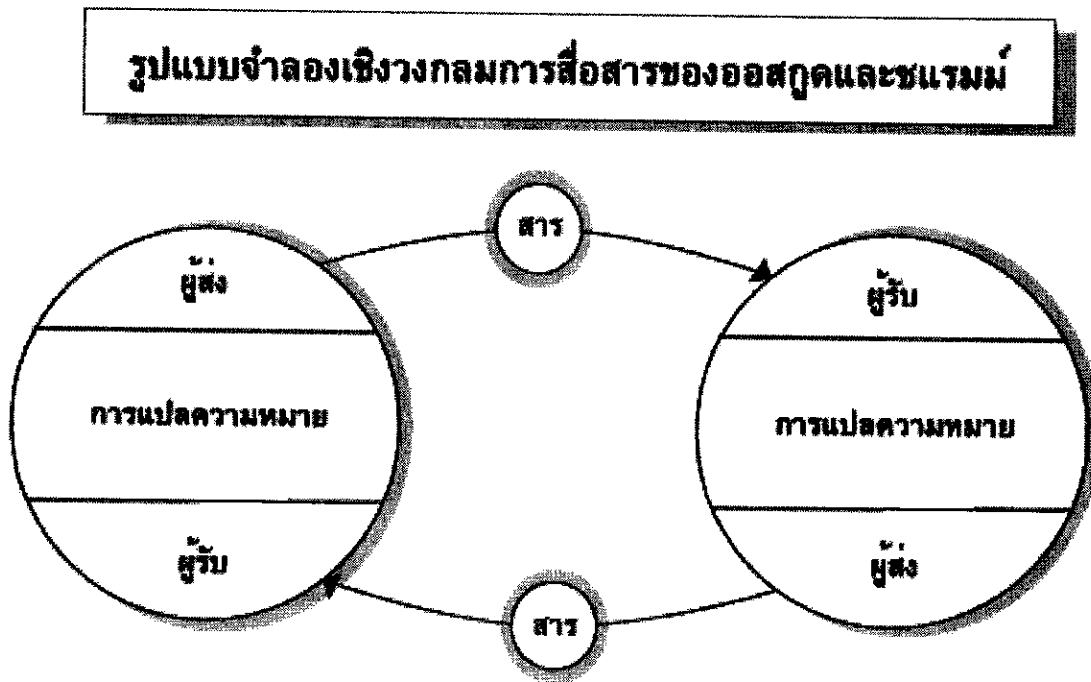 รูปแบบจำลองเชิงวงกลมการสื่อสารของออสกูดและชแรมม์
สาร
ผู้ส่ง
ผู้รับ
การแปลความหมาย
การแปลความหมาย
ผู้รับ
ผู้ส่ง
สาร